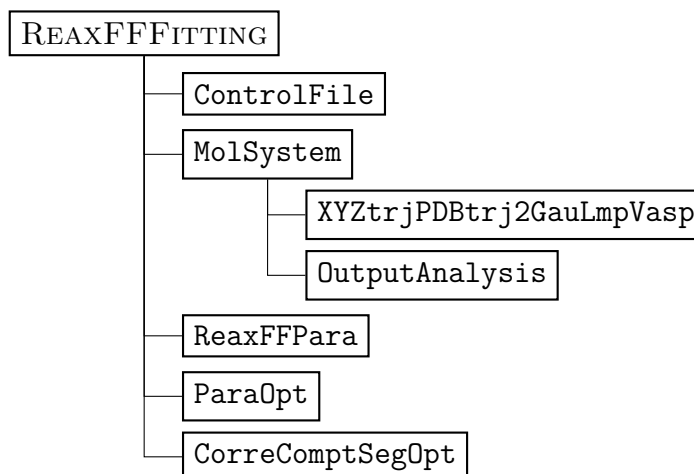 REAXFFFITTING
ControlFile
MolSystem
XYZtrjPDBtrj2GauLmpVasp
OutputAnalysis
ReaxFFPara
ParaOpt
CorreComptSegOpt